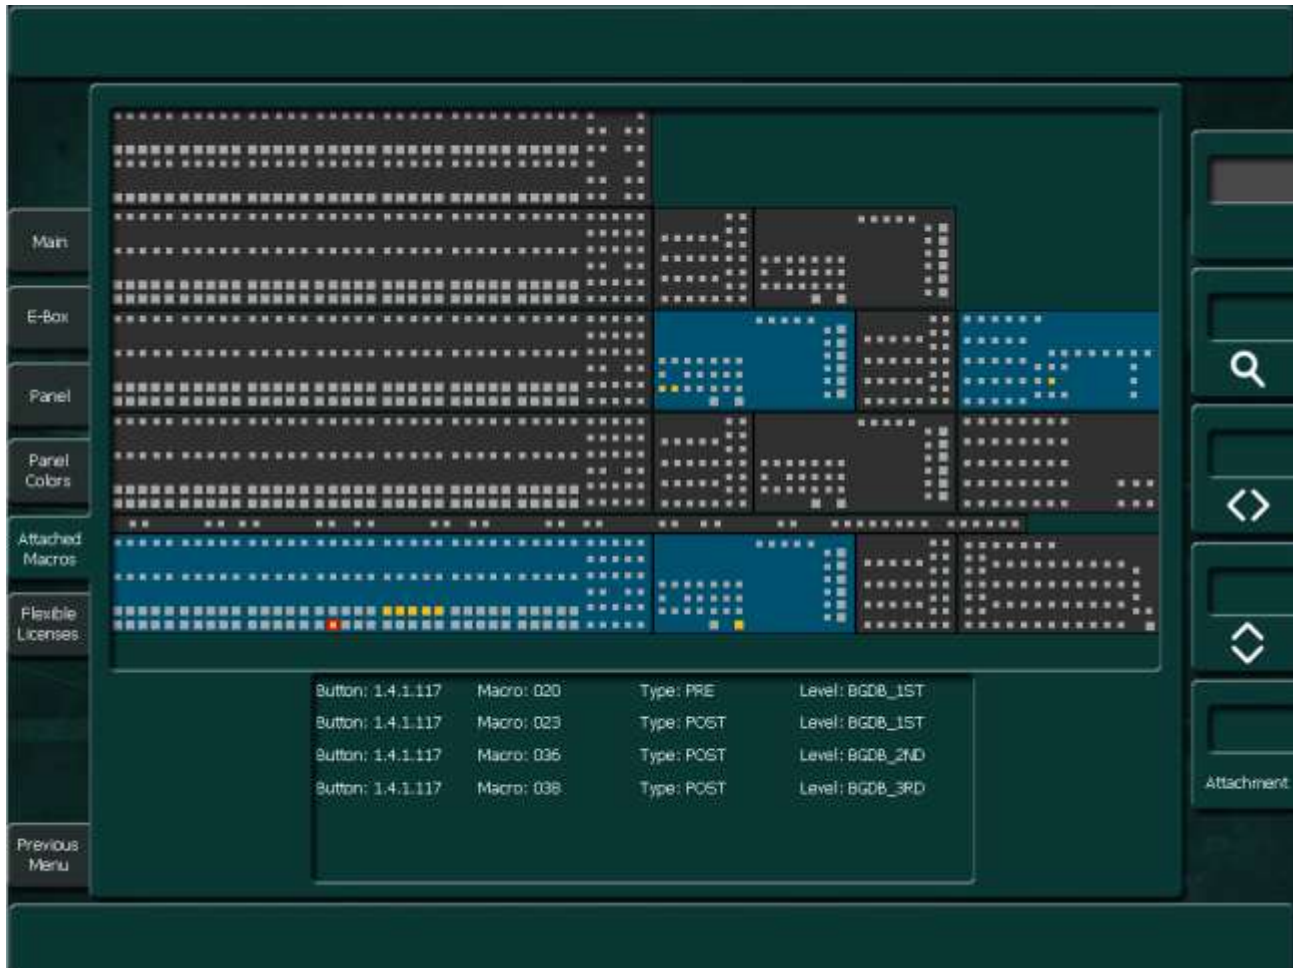 Main
E-Box
Panel
Panel
Colors
Attached
Macros
Flexible
Licenses
Previous
Menu
Button: 1.4.1.117 Macro: 020 Type: PRE Level: BGDB_1ST
Button: 1.4.1.117 Macro: 023 Type: POST Level: BGDB_1ST
Button: 1.4.1.117 Macro: 036 Type: POST Level: BGDB_2ND
Button: 1.4.1.117 Macro: 038 Type: POST Level: BGDB_3RD
Attachment